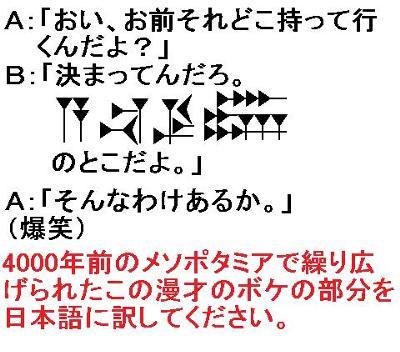 A:「おい、お前それどこ持って行
くんだよ?」
B:「決まってんだろ。
のとこだよ。」
A:「そんなわけあるか。」
(爆笑)
4000年前のメソポタミアで繰り広
げられたこの漫才のボケの部分を
日本語に訳してください。